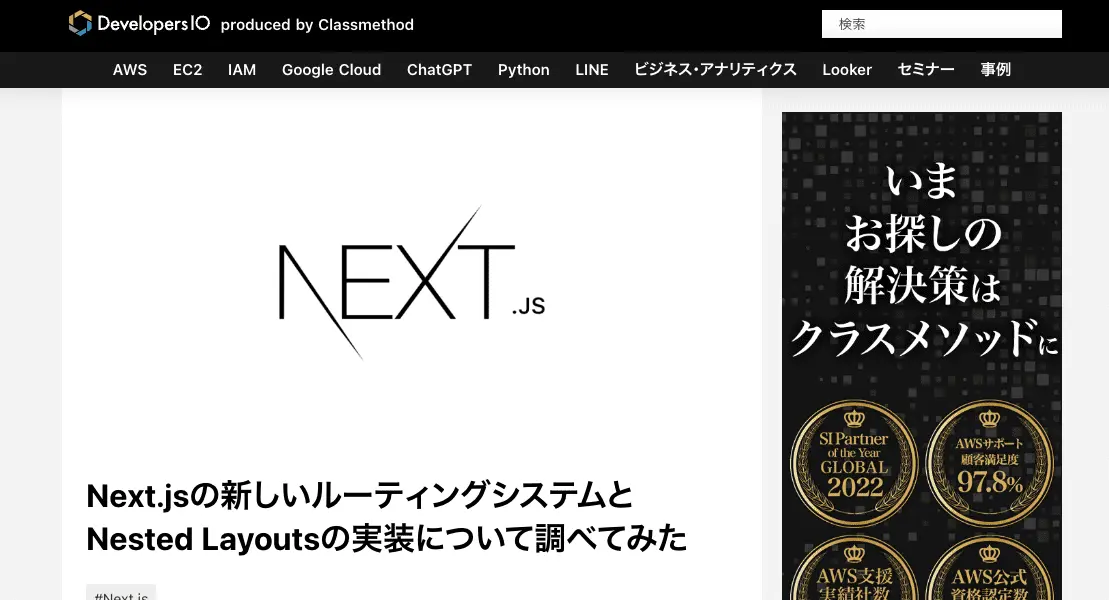 DevelopersIO produced by Classmethod
検索
AWS EC2 IAM Google Cloud ChatGPT Python LINE ビジネス・アナリティクス Looker セミナー 事例
NEXT.JS
Next.jsの新しいルーティングシステムと
Nested Layoutsの実装について調べてみた
#Next.js
いま
お探しの
解決策は
クラスメソッドに
SI Partner
of the Year
GLOBAL
2022
AWSサポート
顧客満足度
97.8%
AWS支援
実績社数
AWS公式
資格認定数